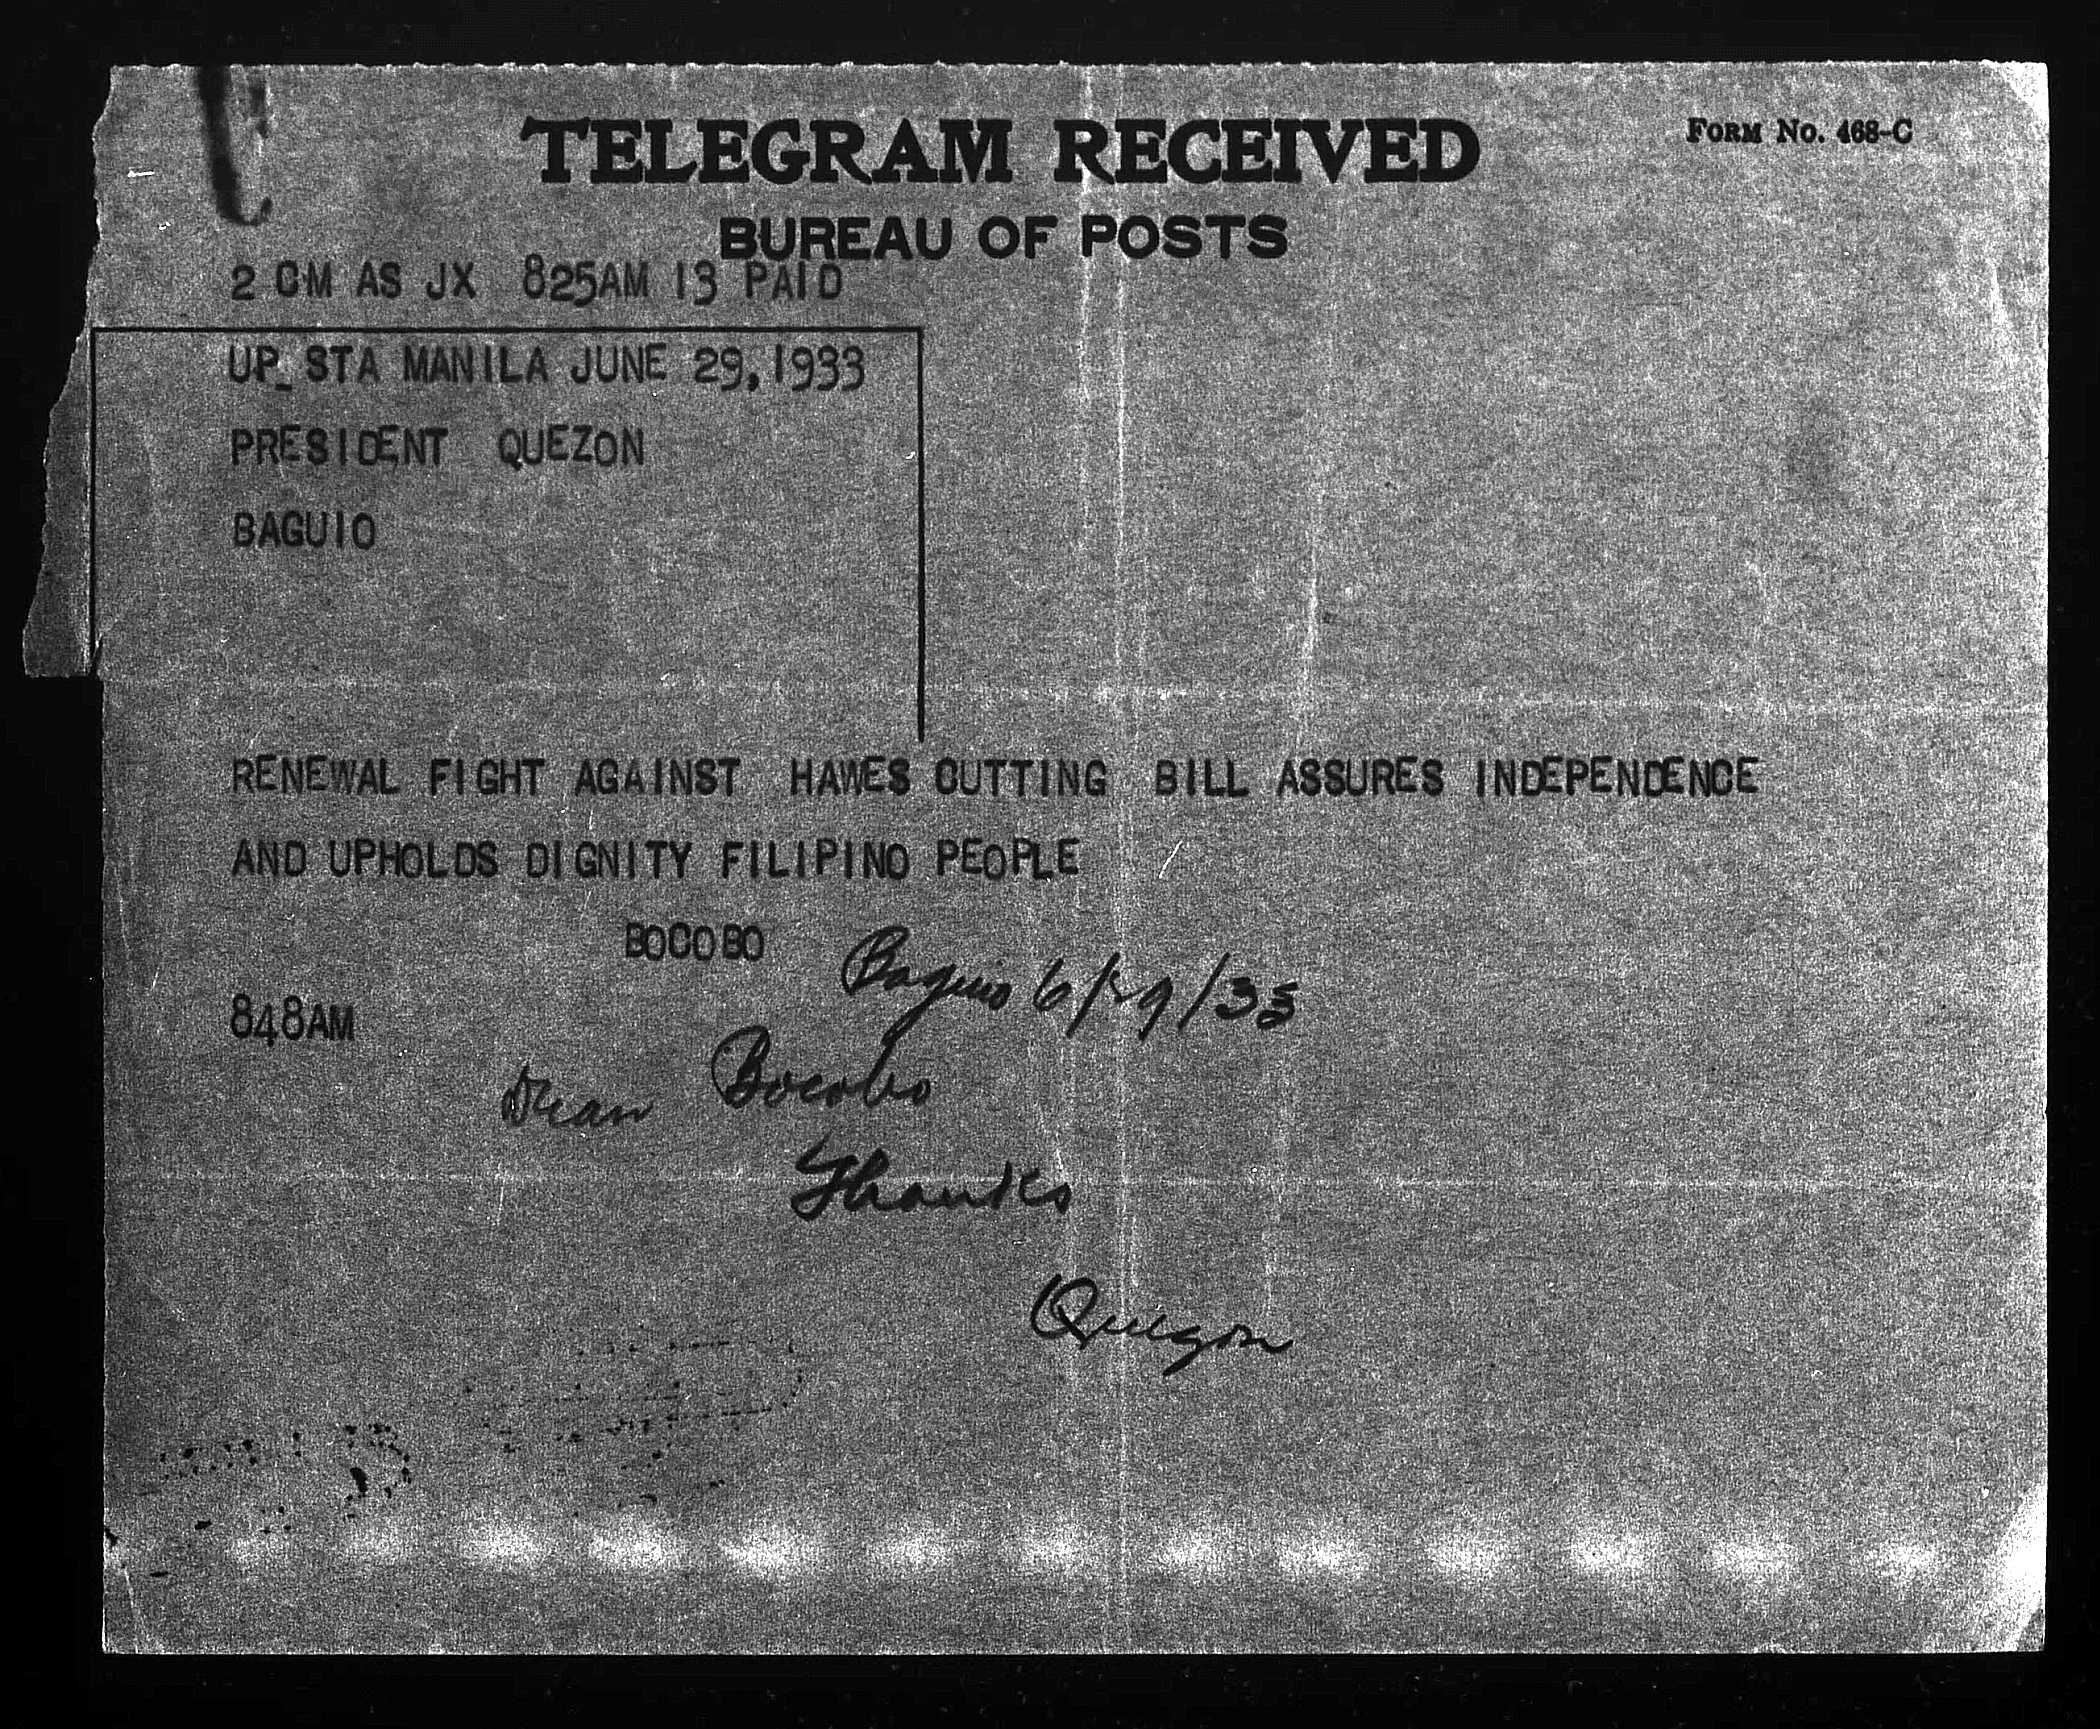 TELEGRAM RECEIVED
FORM NO. 468-C
BUREAU OF POSTS
2 CM AS JX 825AM 13 PAID
UP_ STA MANILA JUNE 29, 1933
PRESIDENT QUEZON
BAGUIO
RENEWAL FIGHT AGAINST HAWES CUTTING BILL ASSURES INDEPENDENCE
AND UPHOLDS DIGNITY FILIPINO PEOPLE
BOCOBO
Baguio 6/29/33
848AM
Dean Bocobo
Thanks
Quezon